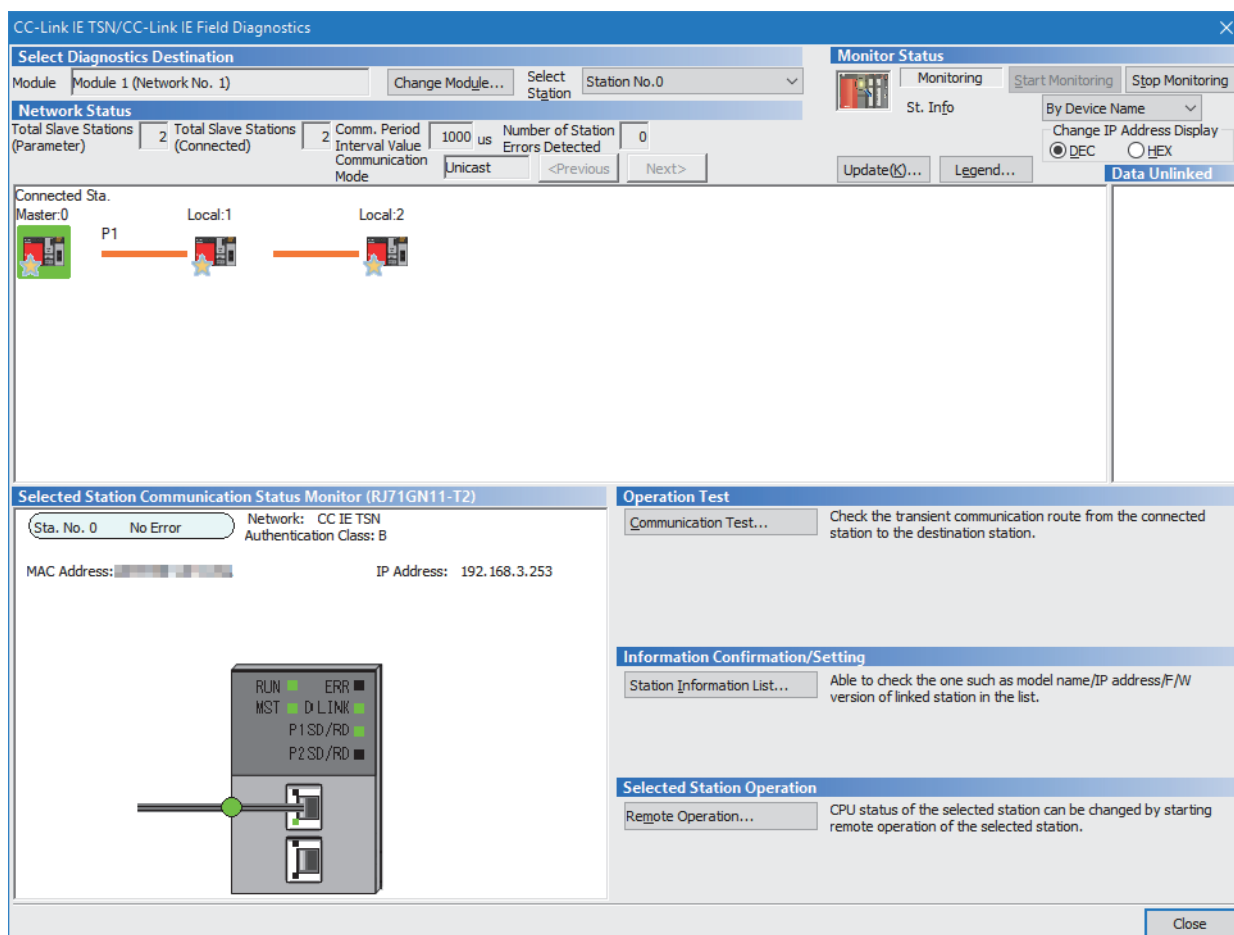 CC-Link IE TSN/CC-Link IE Field Diagnostics
Select Diagnostics Destination
Module Module 1 (Network No. 1) Change Module... Select Station Station No.0
Monitor Status
Monitoring Start Monitoring Stop Monitoring
St. Info By Device Name
Change IP Address Display
DEC HEX
Update(K)... Legend...
Network Status
Total Slave Stations (Parameter) 2 Total Slave Stations (Connected) 2 Comm. Period Interval Value 1000 us Number of Station Errors Detected 0
Communication Mode Unicast <Previous Next>
Data Unlinked
Connected Sta.
Master:0 Local:1 Local:2
P1
Selected Station Communication Status Monitor (RJ71GN11-T2)
Sta. No. 0 No Error
Network: CC IE TSN
Authentication Class: B
MAC Address: IP Address: 192.168.3.253
RUN ERR
MST D LINK
P1 SD/RD
P2 SD/RD
Operation Test
Communication Test... Check the transient communication route from the connected
station to the destination station.
Information Confirmation/Setting
Station Information List... Able to check the one such as model name/IP address/F/W
version of linked station in the list.
Selected Station Operation
Remote Operation... CPU status of the selected station can be changed by starting
remote operation of the selected station.
Close